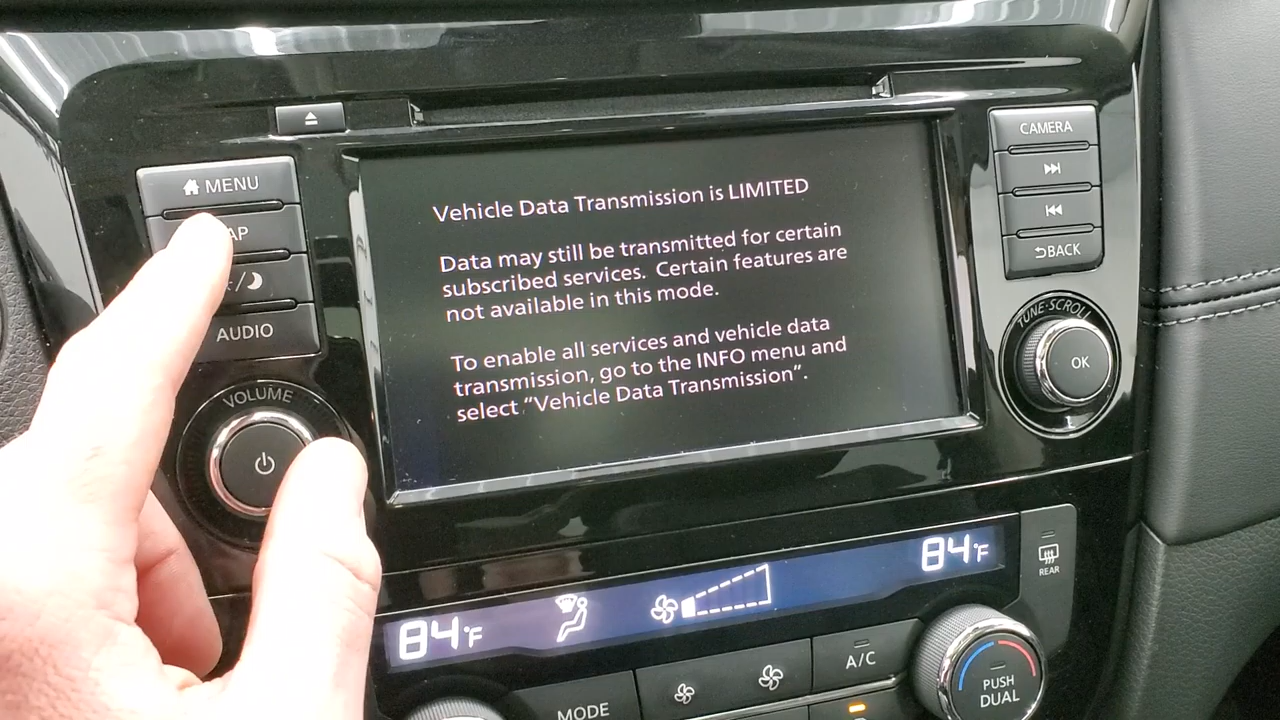 MENU
AUDIO
VOLUME
Vehicle Data Transmission is LIMITED
Data may still be transmitted for certain
subscribed services. Certain features are
not available in this mode.
To enable all services and vehicle data
transmission, go to the INFO menu and
select “Vehicle Data Transmission”.
CAMERA
BACK
TUNE·SCROLL
OK
84°F
84°F
REAR
MODE
A/C
PUSH
DUAL